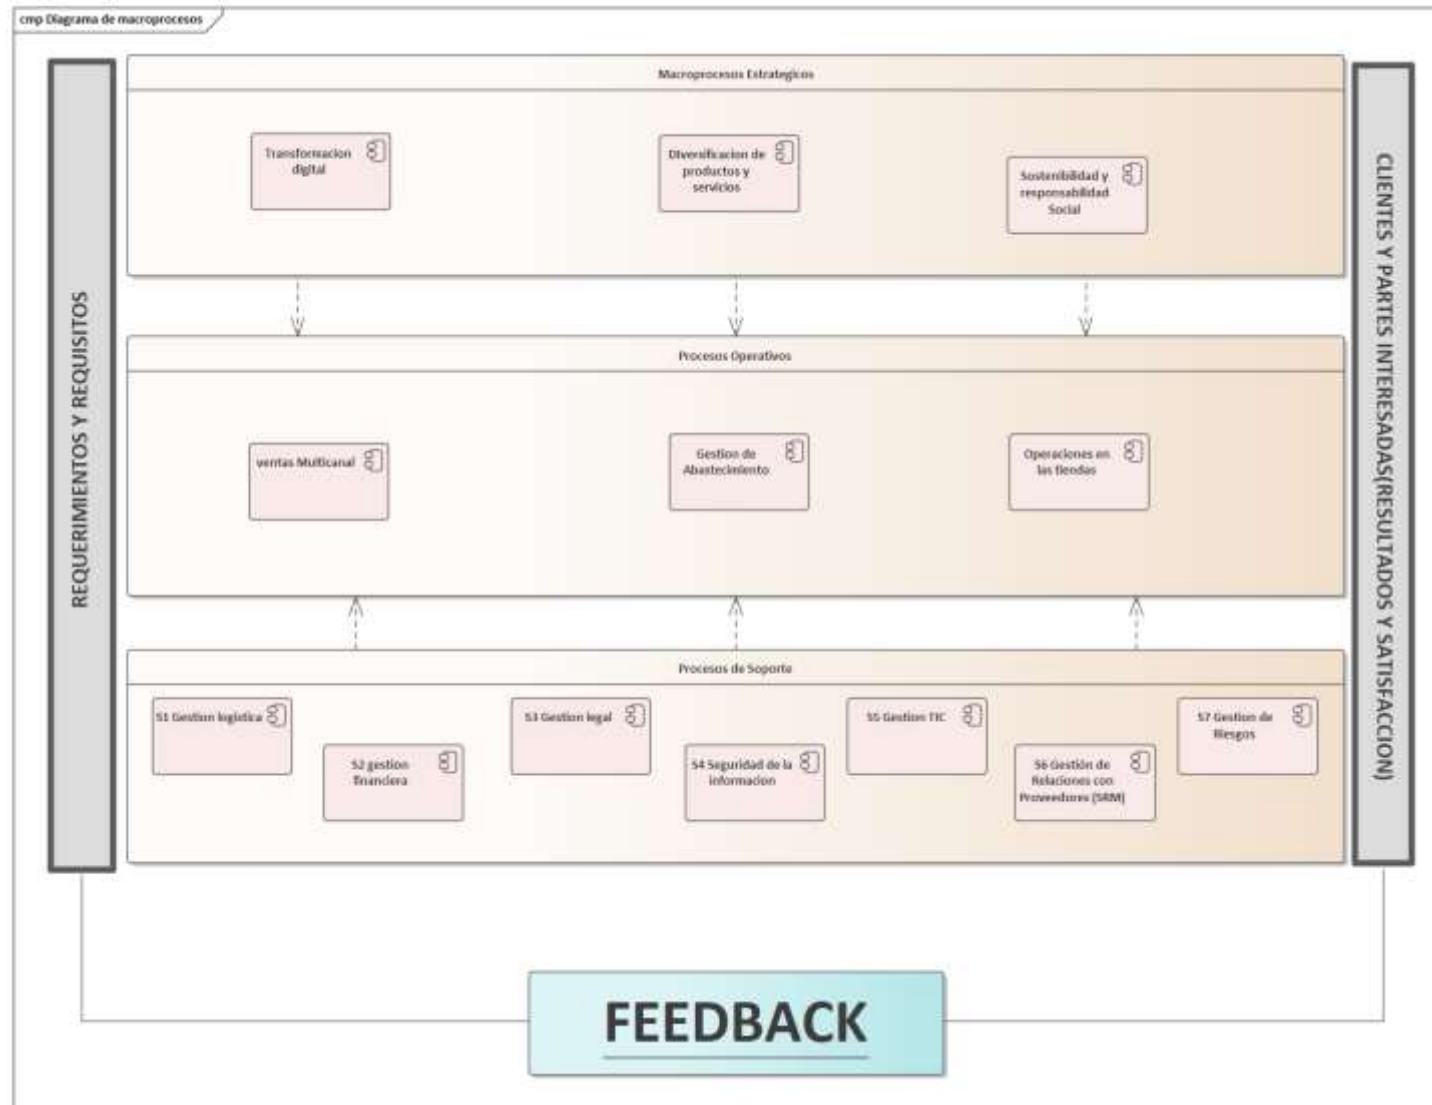 cmp Diagrama de macroprocesos
REQUERIMIENTOS Y REQUISITOS
Macroprocesos Estrategicos
Transformacion
digital
Diversificacion de
productos y
servicios
Sostenibilidad y
responsabilidad
Social
Procesos Operativos
ventas Multicanal
Gestion de
Abastecimiento
Operaciones en
las tiendas
Procesos de Soporte
S1 Gestion logistica
S2 gestion
financiera
S3 Gestion legal
S4 Seguridad de la
informacion
S5 Gestion TIC
S6 Gestión de
Relaciones con
Proveedores (SRM)
S7 Gestion de
Riesgos
CLIENTES Y PARTES INTERESADAS(RESULTADOS Y SATISFACCION)
FEEDBACK